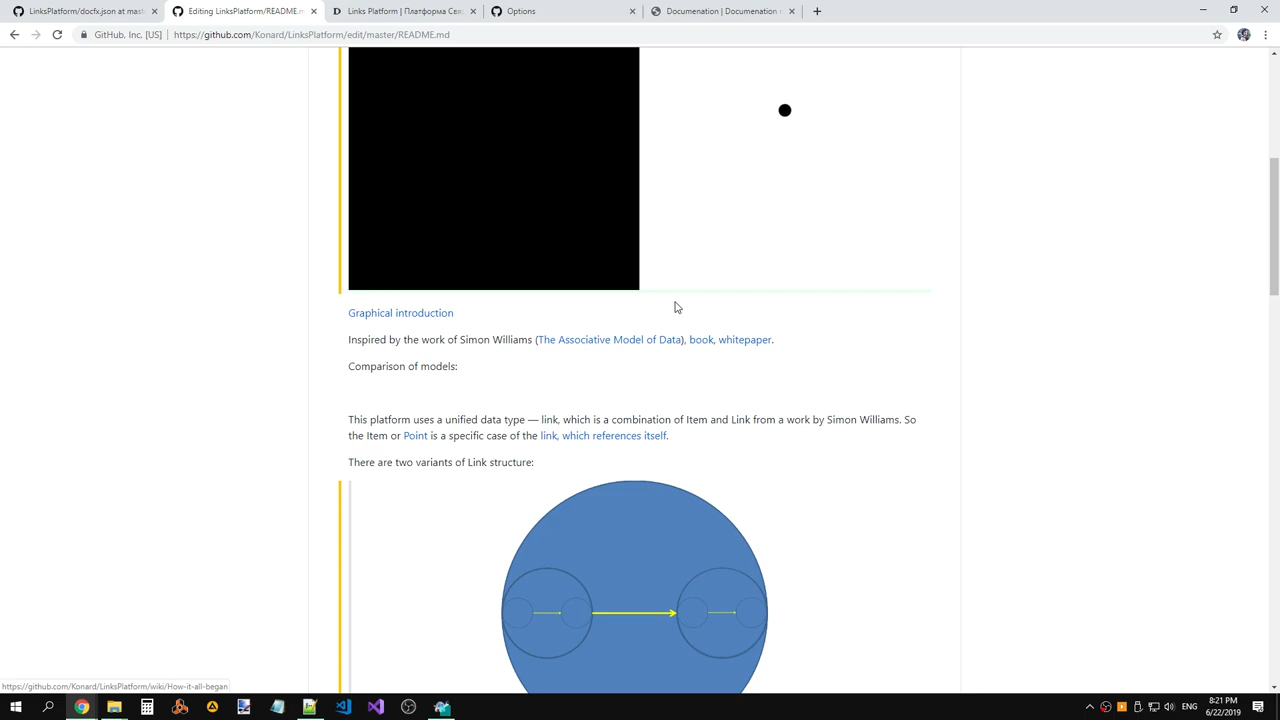 LinksPlatform/docfx.json at mast
Editing LinksPlatform/README.m
Links Platform | Платформа Связ
Options
Documenation | Documenation r
GitHub, Inc. [US]
https://github.com/Konard/LinksPlatform/edit/master/README.md
Graphical introduction
Inspired by the work of Simon Williams (The Associative Model of Data), book, whitepaper.
Comparison of models:
This platform uses a unified data type — link, which is a combination of Item and Link from a work by Simon Williams. So
the Item or Point is a specific case of the link, which references itself.
There are two variants of Link structure:
https://github.com/Konard/LinksPlatform/wiki/How-it-all-began
ENG
8:21 PM
6/22/2019